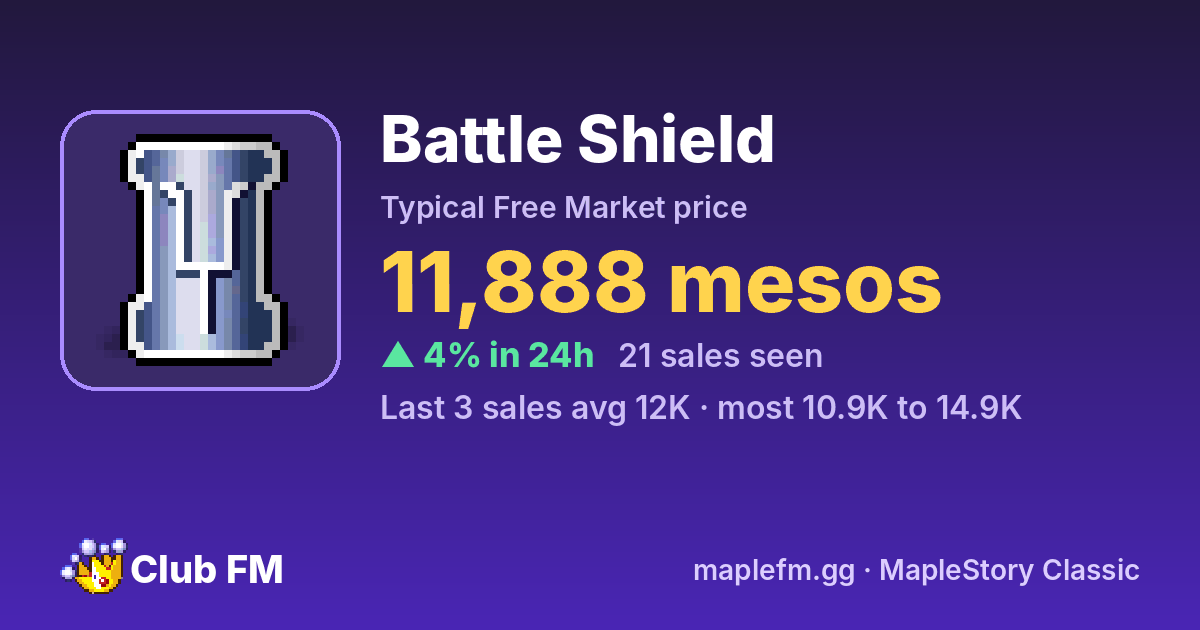 Battle Shield
Typical Free Market price
11,888 mesos
▲ 4% in 24h 21 sales seen
Last 3 sales avg 12K · most 10.9K to 14.9K
Club FM
maplefm.gg · MapleStory Classic